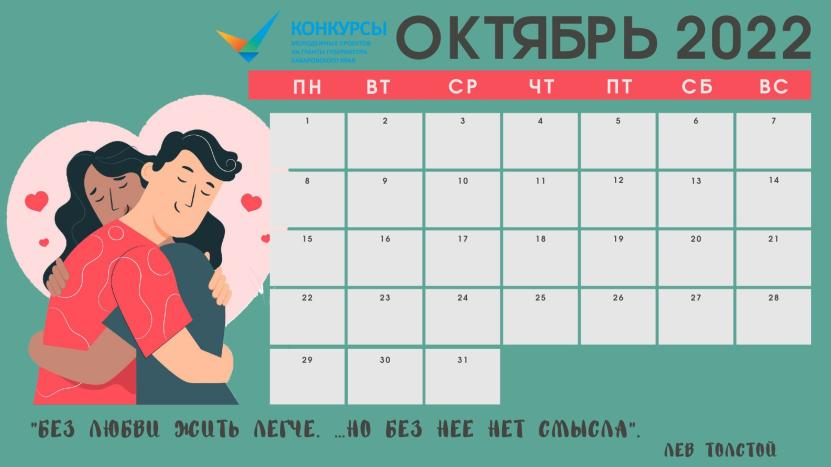 КОНКУРСЫ
МОЛОДЕЖНЫХ ПРОЕКТОВ
НА ГРАНТЫ ГУБЕРНАТОРА
ХАБАРОВСКОГО КРАЯ
ОКТЯБРЬ 2022
ПН ВТ СР ЧТ ПТ СБ ВС
1 2 3 4 5 6 7
8 9 10 11 12 13 14
15 16 17 18 19 20 21
22 23 24 25 26 27 28
29 30 31
"БЕЗ ЛЮБВИ ЖИТЬ ЛЕГЧЕ. ...НО БЕЗ НЕЕ НЕТ СМЫСЛА".
ЛЕВ ТОЛСТОЙ